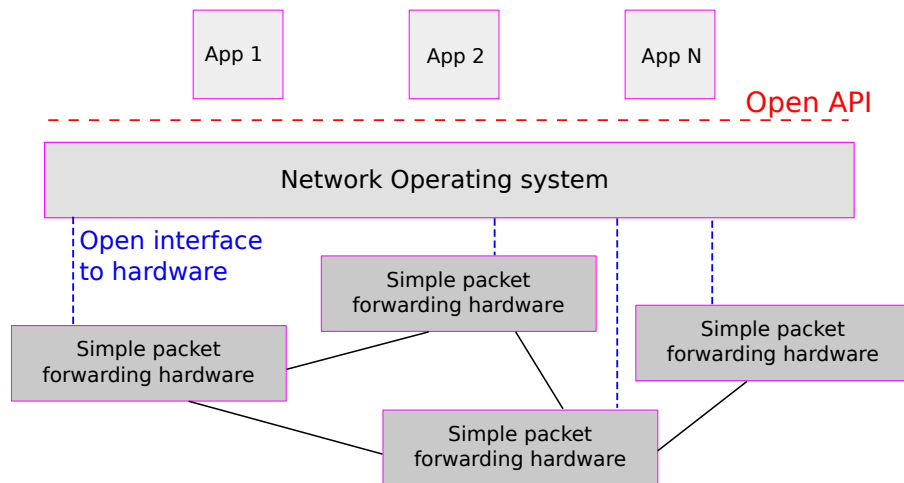 App 1
App 2
App N
Open API
Network Operating system
Open interface
to hardware
Simple packet
forwarding hardware
Simple packet
forwarding hardware
Simple packet
forwarding hardware
Simple packet
forwarding hardware